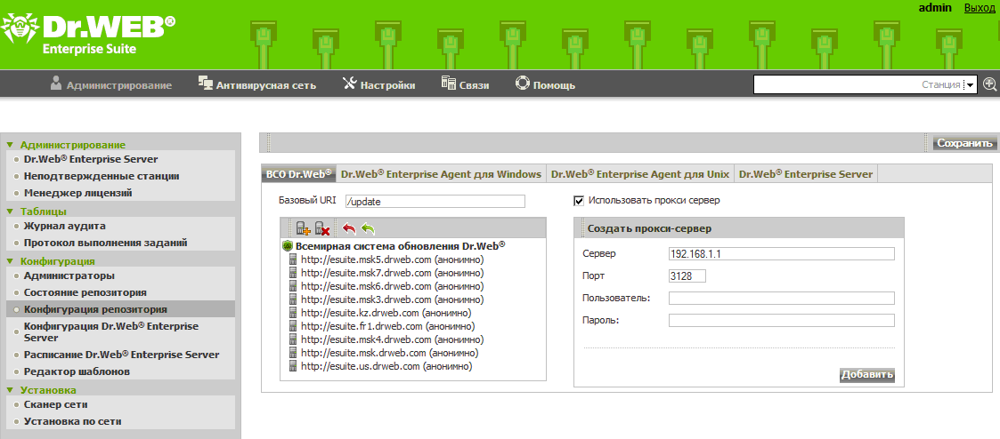 admin Выход
Dr.WEB®
Enterprise Suite
Администрирование Антивирусная сеть Настройки Связи Помощь Станция
Администрирование
Dr.Web® Enterprise Server
Неподтвержденные станции
Менеджер лицензий
Таблицы
Журнал аудита
Протокол выполнения заданий
Конфигурация
Администраторы
Состояние репозитория
Конфигурация репозитория
Конфигурация Dr.Web® Enterprise
Server
Расписание Dr.Web® Enterprise Server
Редактор шаблонов
Установка
Сканер сети
Установка по сети
Сохранить
ВСО Dr.Web® Dr.Web® Enterprise Agent для Windows Dr.Web® Enterprise Agent для Unix Dr.Web® Enterprise Server
Базовый URI /update
Всемирная система обновления Dr.Web®
http://esuite.msk5.drweb.com (анонимно)
http://esuite.msk7.drweb.com (анонимно)
http://esuite.msk6.drweb.com (анонимно)
http://esuite.msk3.drweb.com (анонимно)
http://esuite.kz.drweb.com (анонимно)
http://esuite.fr1.drweb.com (анонимно)
http://esuite.msk4.drweb.com (анонимно)
http://esuite.msk.drweb.com (анонимно)
http://esuite.us.drweb.com (анонимно)
Использовать прокси сервер
Создать прокси-сервер
Сервер 192.168.1.1
Порт 3128
Пользователь:
Пароль:
Добавить